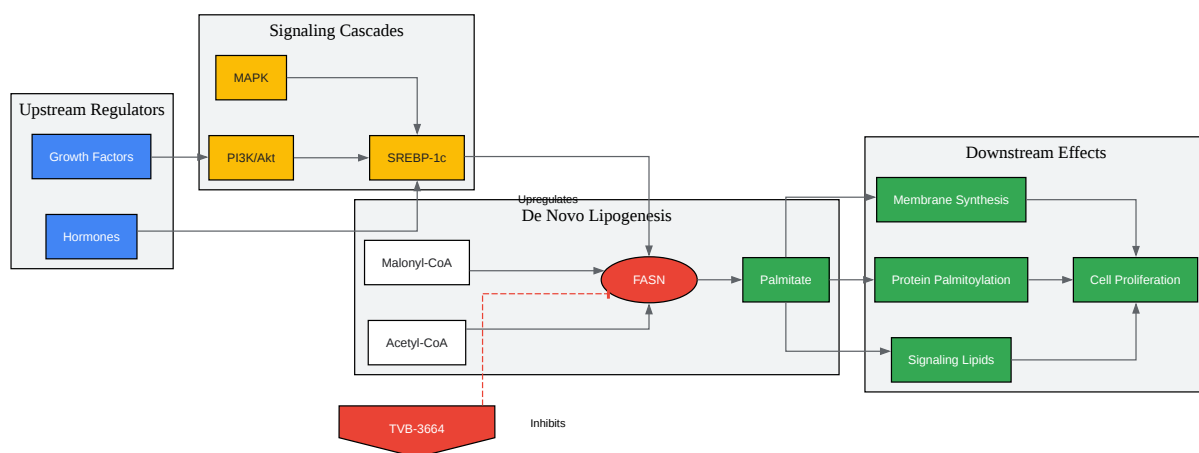 Signaling Cascades
MAPK
Upstream Regulators
Growth Factors
PI3K/Akt
SREBP-1c
Hormones
Upregulates
De Novo Lipogenesis
Malonyl-CoA
FASN
Palmitate
Acetyl-CoA
Downstream Effects
Membrane Synthesis
Protein Palmitoylation
Cell Proliferation
Signaling Lipids
TVB-3664
Inhibits